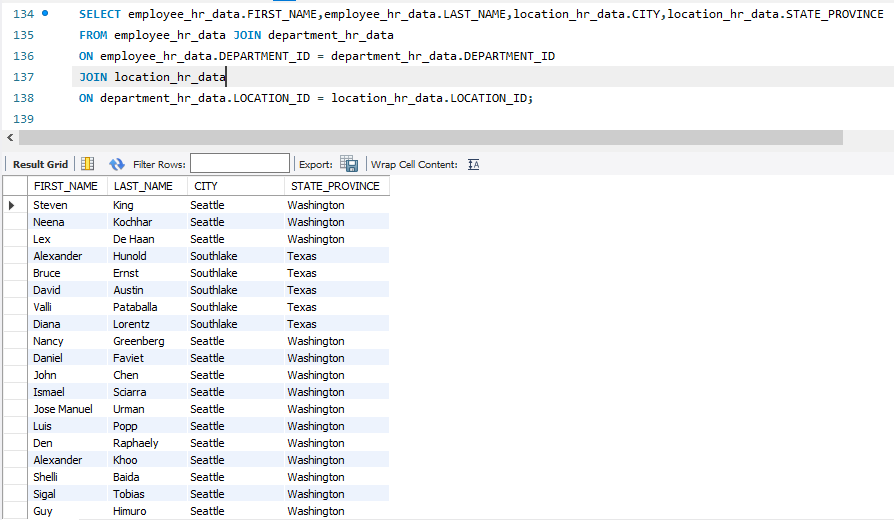 134 SELECT employee_hr_data.FIRST_NAME,employee_hr_data.LAST_NAME,location_hr_data.CITY,location_hr_data.STATE_PROVINCE
135 FROM employee_hr_data JOIN department_hr_data
136 ON employee_hr_data.DEPARTMENT_ID = department_hr_data.DEPARTMENT_ID
137 JOIN location_hr_data
138 ON department_hr_data.LOCATION_ID = location_hr_data.LOCATION_ID;
139
Result Grid Filter Rows: Export: Wrap Cell Content: IA
FIRST_NAME LAST_NAME CITY STATE_PROVINCE
Steven King Seattle Washington
Neena Kochhar Seattle Washington
Lex De Haan Seattle Washington
Alexander Hunold Southlake Texas
Bruce Ernst Southlake Texas
David Austin Southlake Texas
Valli Pataballa Southlake Texas
Diana Lorentz Southlake Texas
Nancy Greenberg Seattle Washington
Daniel Faviet Seattle Washington
John Chen Seattle Washington
Ismael Sciarra Seattle Washington
Jose Manuel Urman Seattle Washington
Luis Popp Seattle Washington
Den Raphaely Seattle Washington
Alexander Khoo Seattle Washington
Shelli Baida Seattle Washington
Sigal Tobias Seattle Washington
Guy Himuro Seattle Washington